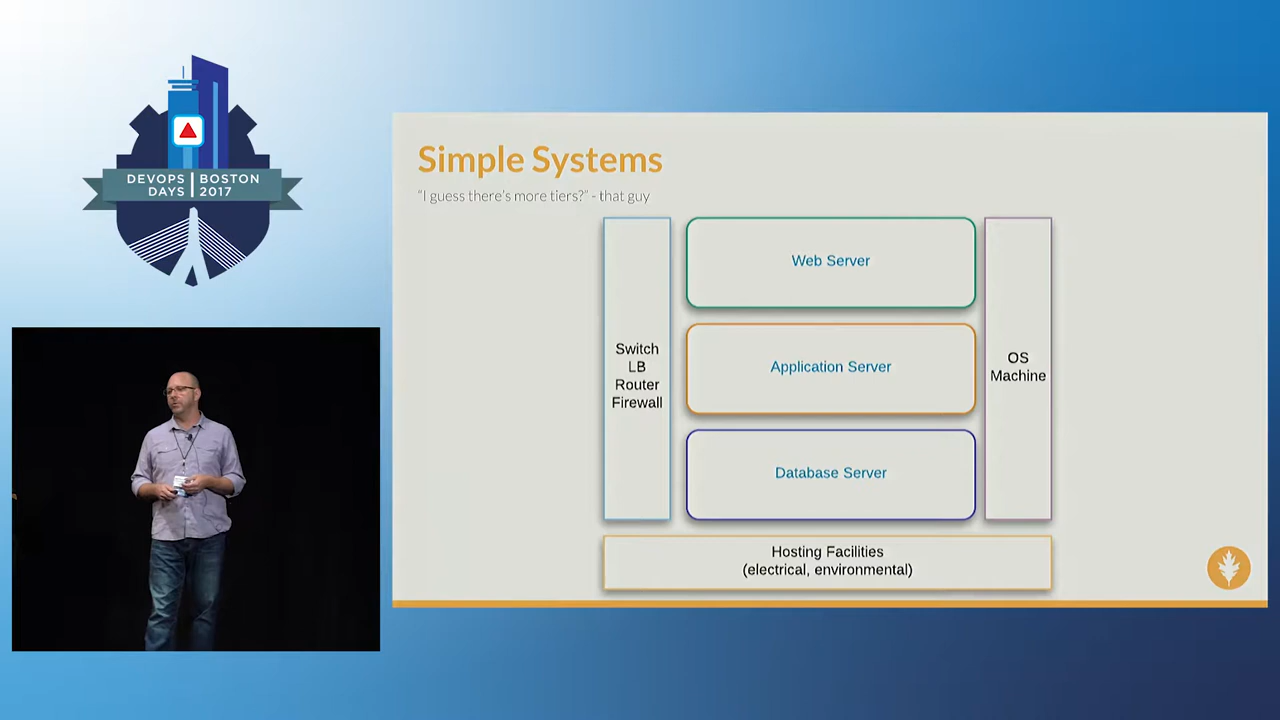 DEVOPS BOSTON
DAYS 2017
Simple Systems
"I guess there's more tiers?" - that guy
Switch
LB
Router
Firewall
Web Server
Application Server
Database Server
OS
Machine
Hosting Facilities
(electrical, environmental)